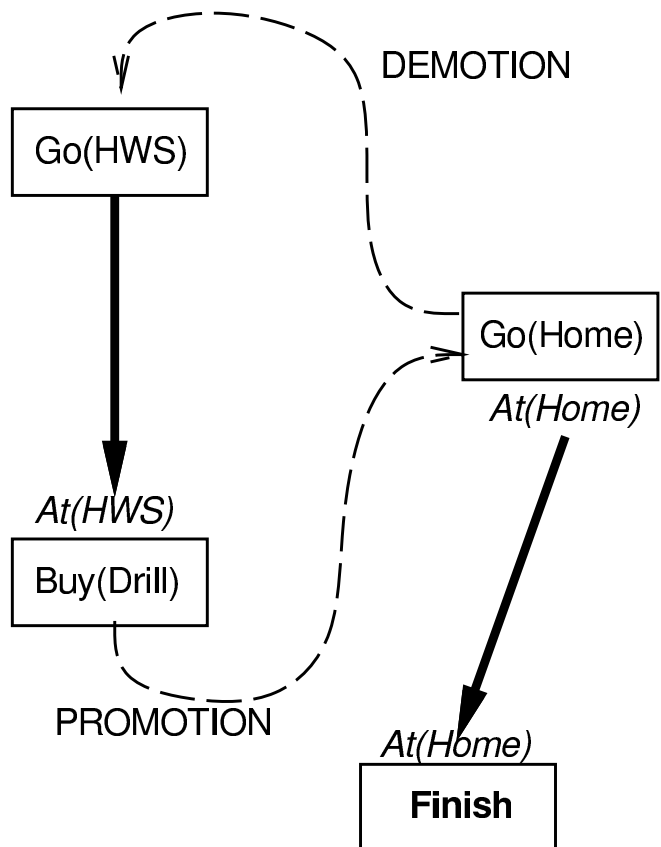 DEMOTION
Go(HWS)
Go(Home)
At(Home)
At(HWS)
Buy(Drill)
PROMOTION
At(Home)
Finish